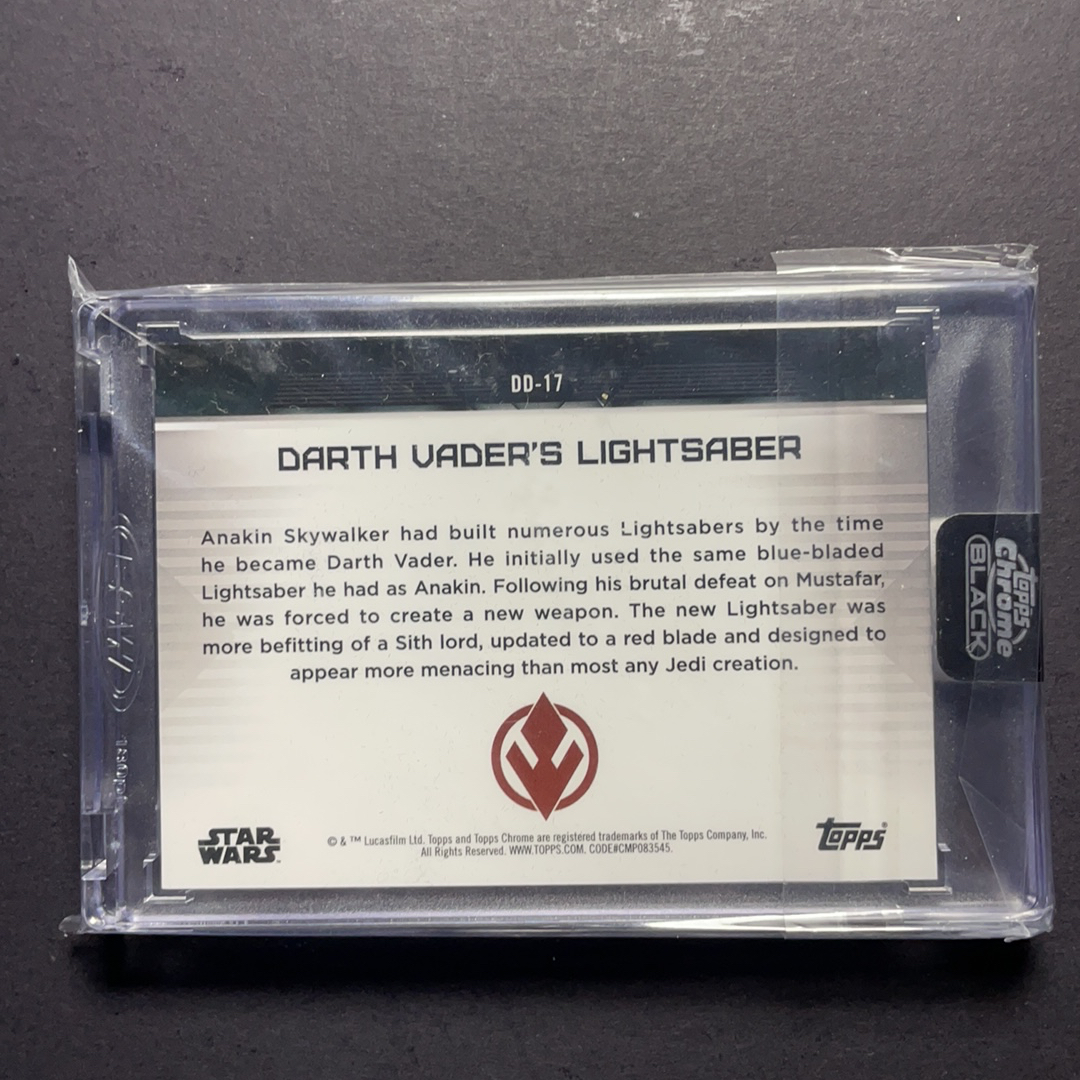 DD-17
DARTH VADER'S LIGHTSABER
Anakin Skywalker had built numerous Lightsabers by the time
he became Darth Vader. He initially used the same blue-bladed
Lightsaber he had as Anakin. Following his brutal defeat on Mustafar,
he was forced to create a new weapon. The new Lightsaber was
more befitting of a Sith lord, updated to a red blade and designed to
appear more menacing than most any Jedi creation.
STAR
WARS
© & ™ Lucasfilm Ltd. Topps and Topps Chrome are registered trademarks of The Topps Company, Inc.
All Rights Reserved. WWW.TOPPS.COM. CODE#CMP083545.
topps®
topps
Chrome
BLACK